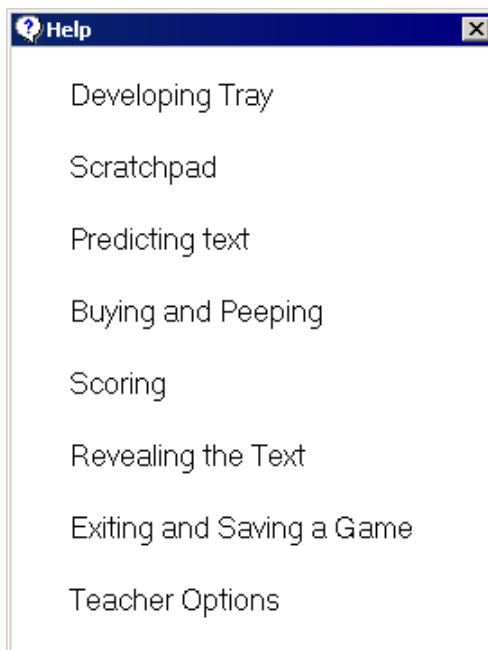 Help
Developing Tray
Scratchpad
Predicting text
Buying and Peeping
Scoring
Revealing the Text
Exiting and Saving a Game
Teacher Options